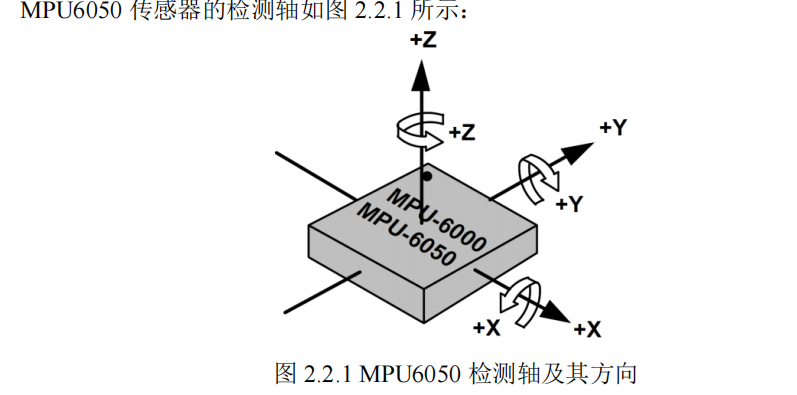 MPU6050 传感器的检测轴如图 2.2.1 所示：
+Z
+Z
+Y
+Y
MPU-6000
MPU-6050
+X
+X
图 2.2.1 MPU6050 检测轴及其方向